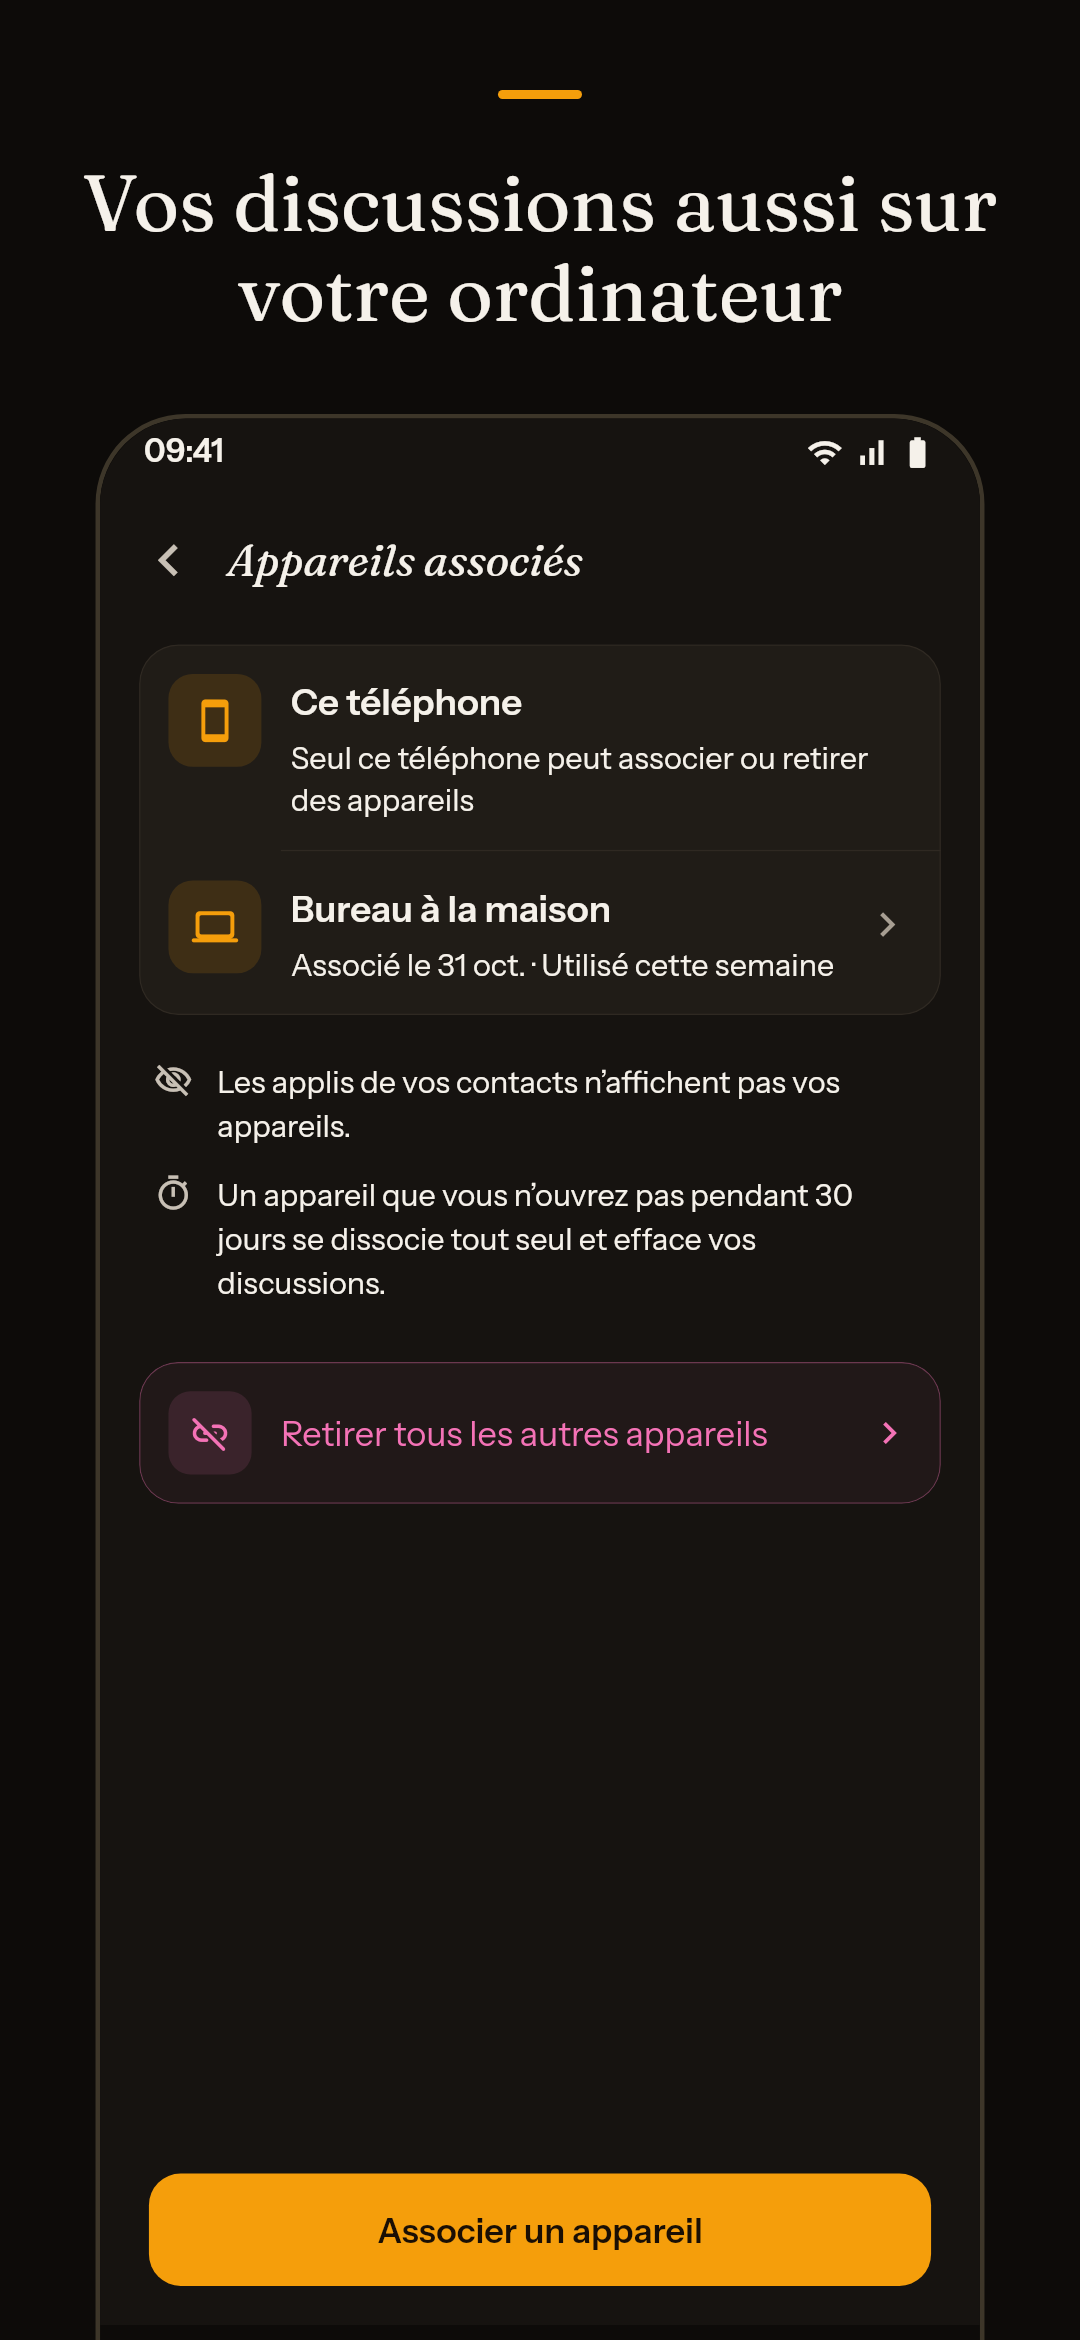 Vos discussions aussi sur
votre ordinateur
09:41
Appareils associés
Ce téléphone
Seul ce téléphone peut associer ou retirer
des appareils
Bureau à la maison
Associé le 31 oct. · Utilisé cette semaine
Les applis de vos contacts n’affichent pas vos
appareils.
Un appareil que vous n’ouvrez pas pendant 30
jours se dissocie tout seul et efface vos
discussions.
Retirer tous les autres appareils
Associer un appareil